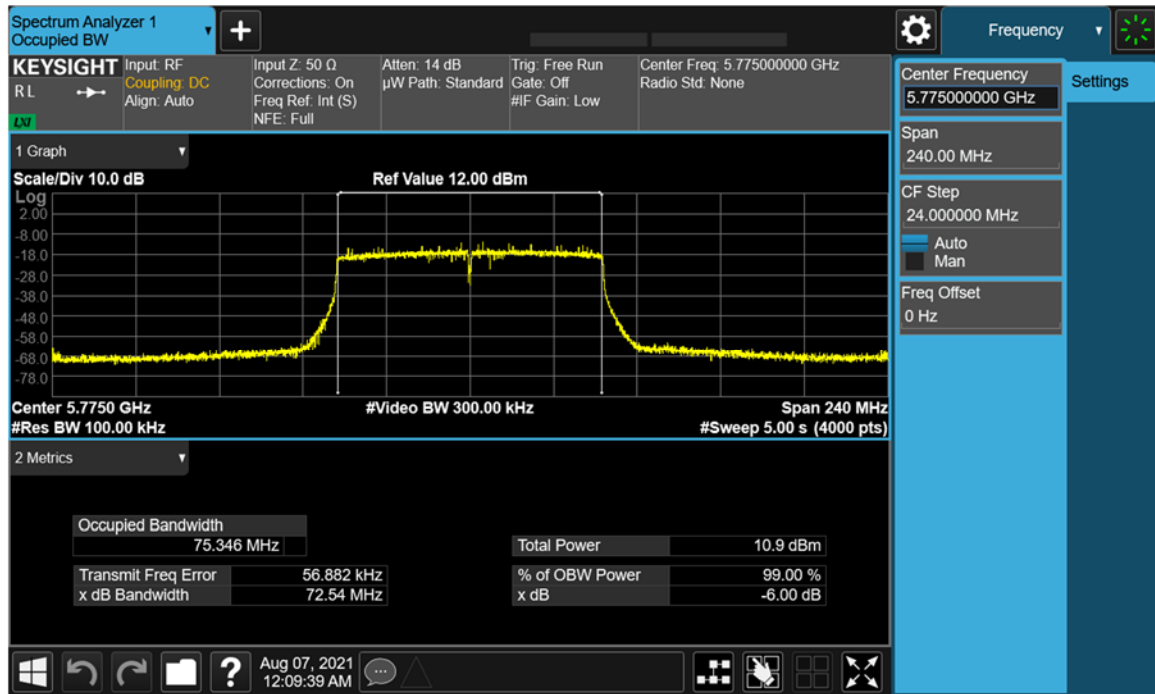 Spectrum Analyzer 1
Occupied BW
Frequency
KEYSIGHT
R L
LXI
Input: RF
Coupling: DC
Align: Auto
Input Z: 50 Ω
Corrections: On
Freq Ref: Int (S)
NFE: Full
Atten: 14 dB
µW Path: Standard
Trig: Free Run
Gate: Off
#IF Gain: Low
Center Freq: 5.775000000 GHz
Radio Std: None
Center Frequency
5.775000000 GHz
Settings
Span
240.00 MHz
CF Step
24.000000 MHz
Auto
Man
Freq Offset
0 Hz
1 Graph
Scale/Div 10.0 dB
Ref Value 12.00 dBm
Log
2.00
-8.00
-18.0
-28.0
-38.0
-48.0
-58.0
-68.0
-78.0
Center 5.7750 GHz
#Video BW 300.00 kHz
Span 240 MHz
#Res BW 100.00 kHz
#Sweep 5.00 s (4000 pts)
2 Metrics
Occupied Bandwidth
75.346 MHz
Total Power 10.9 dBm
Transmit Freq Error 56.882 kHz
% of OBW Power 99.00 %
x dB Bandwidth 72.54 MHz
x dB -6.00 dB
?
Aug 07, 2021
12:09:39 AM